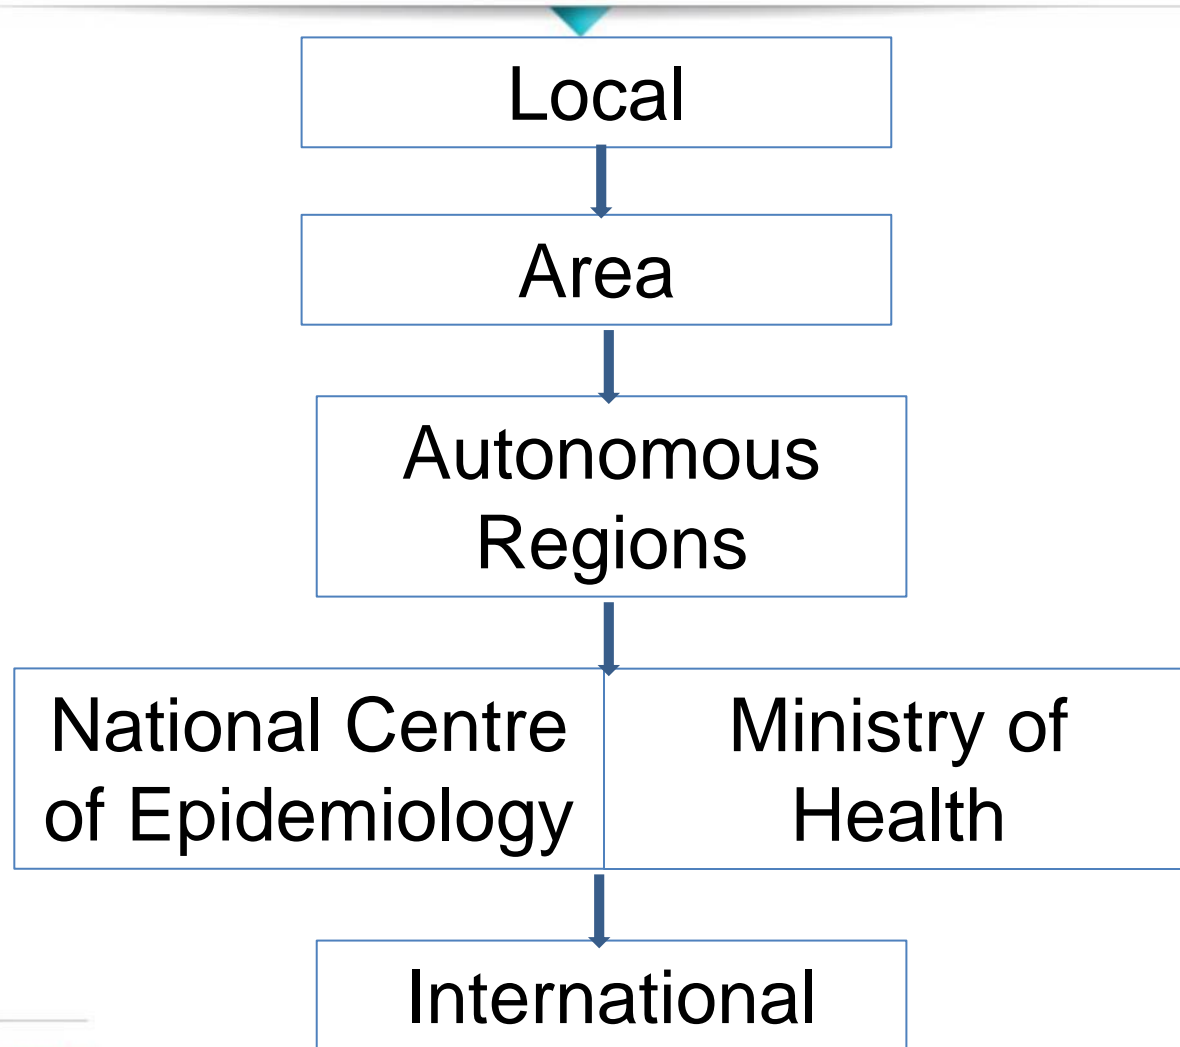 Local
Area
Autonomous
Regions
National Centre
of Epidemiology
Ministry of
Health
International